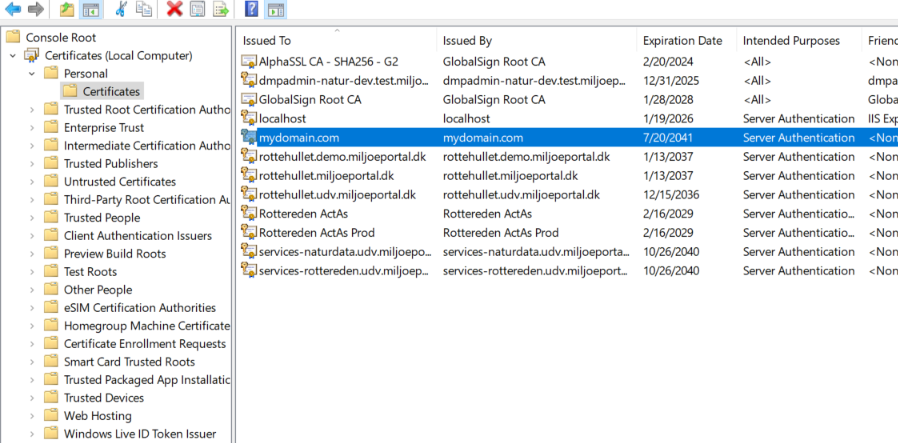 Console Root
Certificates (Local Computer)
Personal
Certificates
Trusted Root Certification Autho
Enterprise Trust
Intermediate Certification Autho
Trusted Publishers
Untrusted Certificates
Third-Party Root Certification Au
Trusted People
Client Authentication Issuers
Preview Build Roots
Test Roots
Other People
eSIM Certification Authorities
Homegroup Machine Certificate
Certificate Enrollment Requests
Smart Card Trusted Roots
Trusted Packaged App Installatic
Trusted Devices
Web Hosting
Windows Live ID Token Issuer
Issued To Issued By Expiration Date Intended Purposes Frien
AlphaSSL CA - SHA256 - G2 GlobalSign Root CA 2/20/2024 <All> <Non
dmpadmin-natur-dev.test.miljo... dmpadmin-natur-dev.test.miljoep... 12/31/2025 <All> dmpa
GlobalSign Root CA GlobalSign Root CA 1/28/2028 <All> Globa
localhost localhost 1/19/2026 Server Authentication IIS Exp
mydomain.com mydomain.com 7/20/2041 Server Authentication <Non
rottehullet.demo.miljoeportal.dk rottehullet.demo.miljoeportal.dk 1/13/2037 Server Authentication <Non
rottehullet.miljoeportal.dk rottehullet.miljoeportal.dk 1/13/2037 Server Authentication <Non
rottehullet.udv.miljoeportal.dk rottehullet.udv.miljoeportal.dk 12/15/2036 Server Authentication <Non
Rottereden ActAs Rottereden ActAs 2/16/2029 Server Authenticatio... <Non
Rottereden ActAs Prod Rottereden ActAs Prod 2/16/2029 Server Authenticatio... <Non
services-naturdata.udv.miljoepo... services-naturdata.udv.miljoeporta... 10/26/2040 Server Authentication <Non
services-rottereden.udv.miljoep... services-rottereden.udv.miljoeport... 10/26/2040 Server Authentication <Non